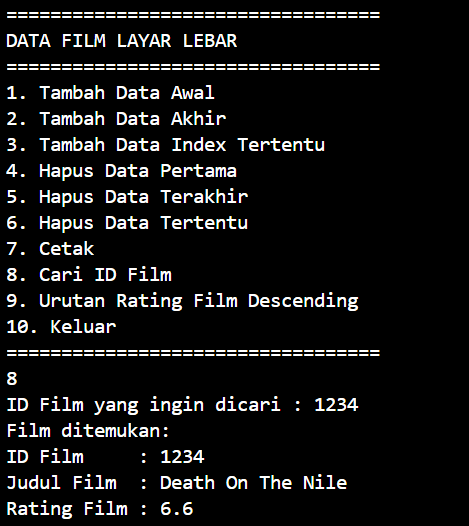 ==================================
DATA FILM LAYAR LEBAR
==================================
1. Tambah Data Awal
2. Tambah Data Akhir
3. Tambah Data Index Tertentu
4. Hapus Data Pertama
5. Hapus Data Terakhir
6. Hapus Data Tertentu
7. Cetak
8. Cari ID Film
9. Urutan Rating Film Descending
10. Keluar
==================================
8
ID Film yang ingin dicari : 1234
Film ditemukan:
ID Film     : 1234
Judul Film  : Death On The Nile
Rating Film : 6.6